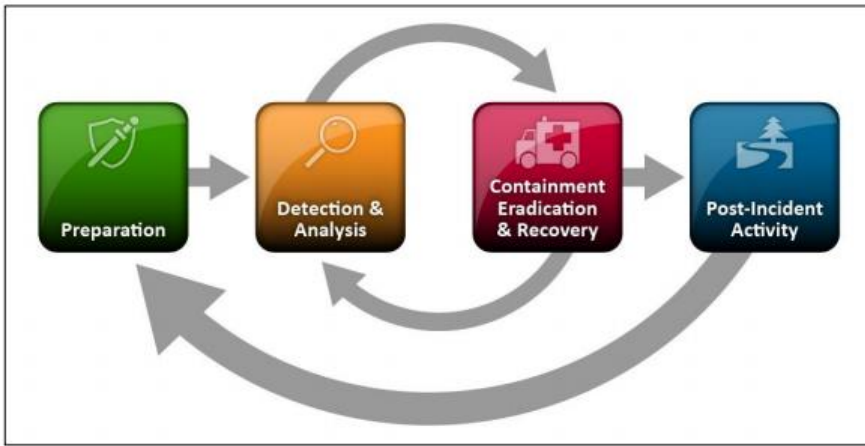 Preparation
Detection &
Analysis
Containment
Eradication
& Recovery
Post-Incident
Activity